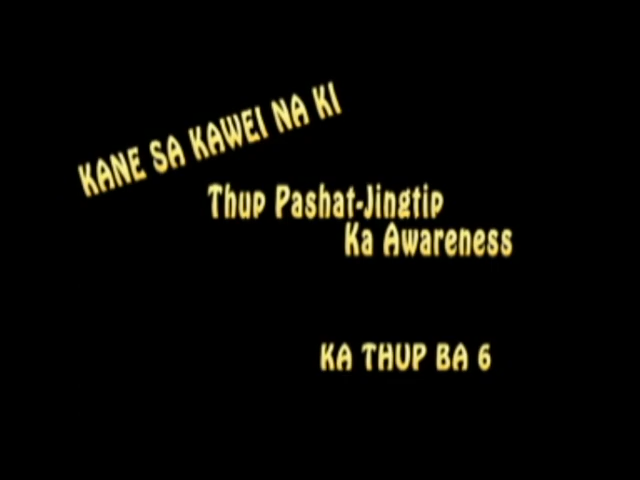 KANE SA KAWEI NA KI
Thup Pashat-Jingtip
Ka Awareness
KA THUP BA 6